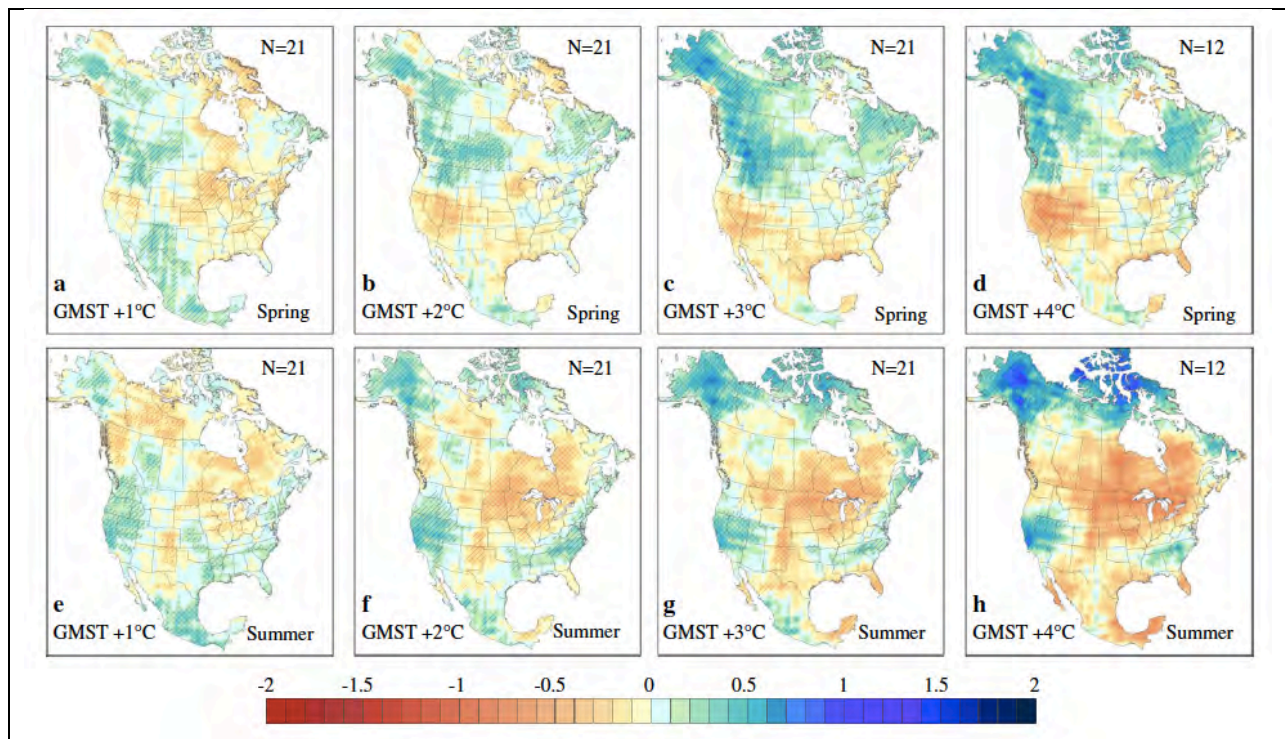 N=21
N=21
N=21
N=12
a
b
c
d
GMST +1°C Spring
GMST +2°C Spring
GMST +3°C Spring
GMST +4°C Spring
N=21
N=21
N=21
N=12
e
f
g
h
GMST +1°C Summer
GMST +2°C Summer
GMST +3°C Summer
GMST +4°C Summer
-2 -1.5 -1 -0.5 0 0.5 1 1.5 2